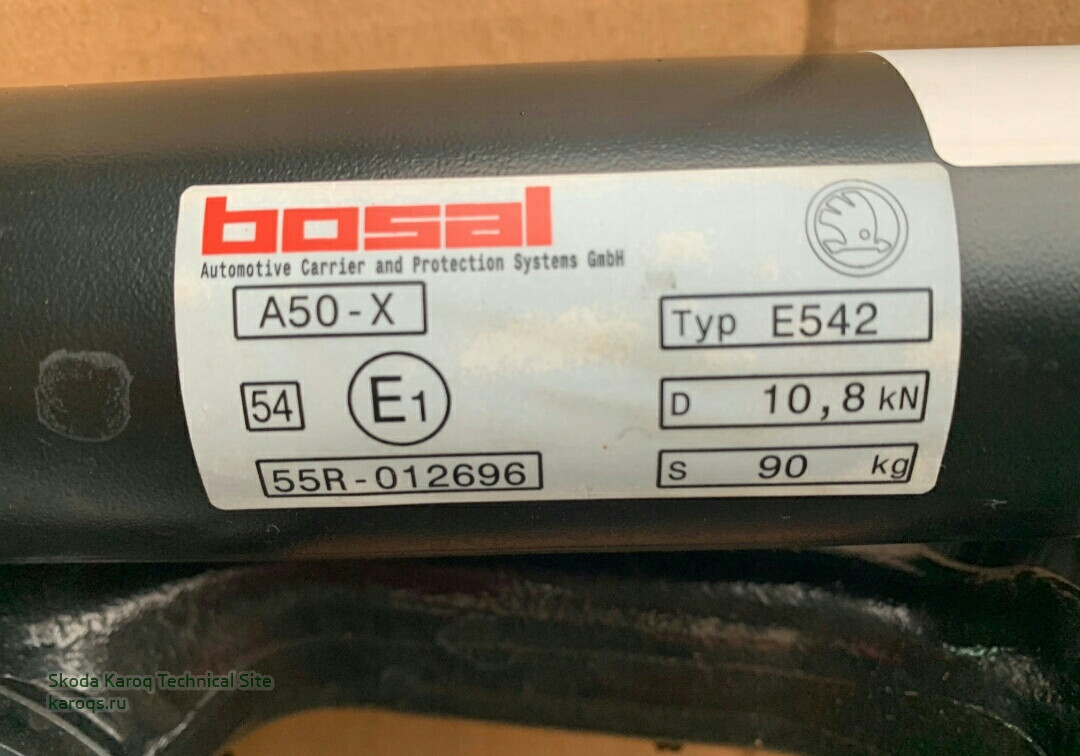 bosal
Automotive Carrier and Protection Systems GmbH
A50-X
Typ E542
54
E1
D 10,8 kN
55R-012696
S 90 kg
Skoda Karoq Technical Site
karoqs.ru